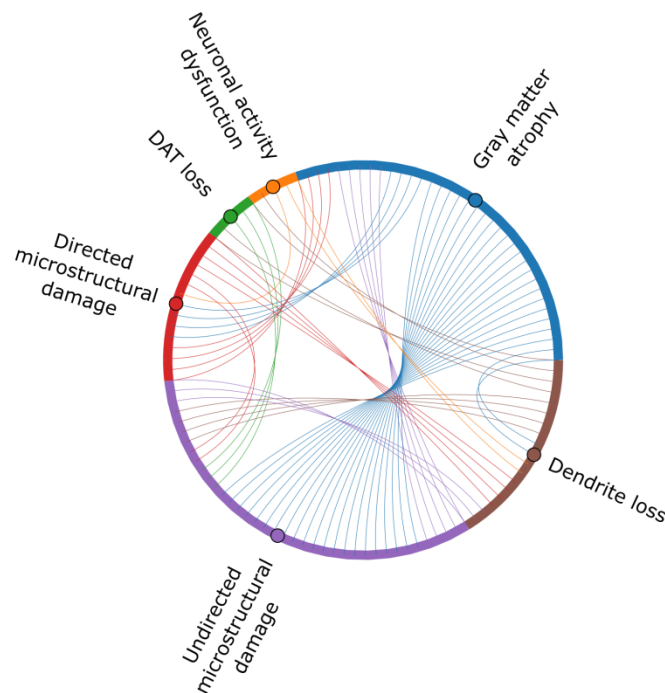 Neuronal activity
dysfunction
Gray matter
atrophy
DAT loss
Directed
microstructural
damage
Dendrite loss
Undirected
microstructural
damage